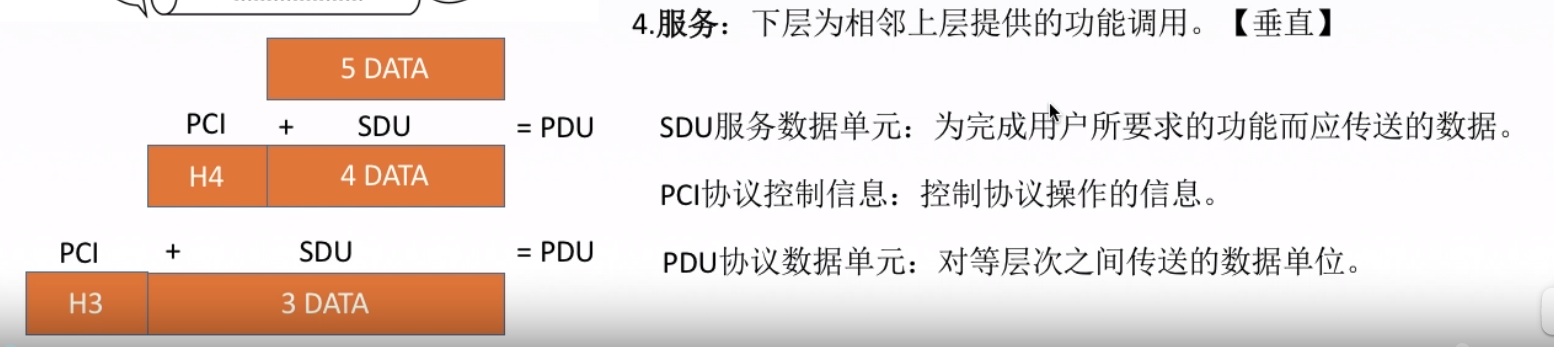 4.服务：下层为相邻上层提供的功能调用。【垂直】
5 DATA
PCI + SDU = PDU
H4 4 DATA
PCI + SDU = PDU
H3 3 DATA
SDU服务数据单元：为完成用户所要求的功能而应传送的数据。
PCI协议控制信息：控制协议操作的信息。
PDU协议数据单元：对等层次之间传送的数据单位。